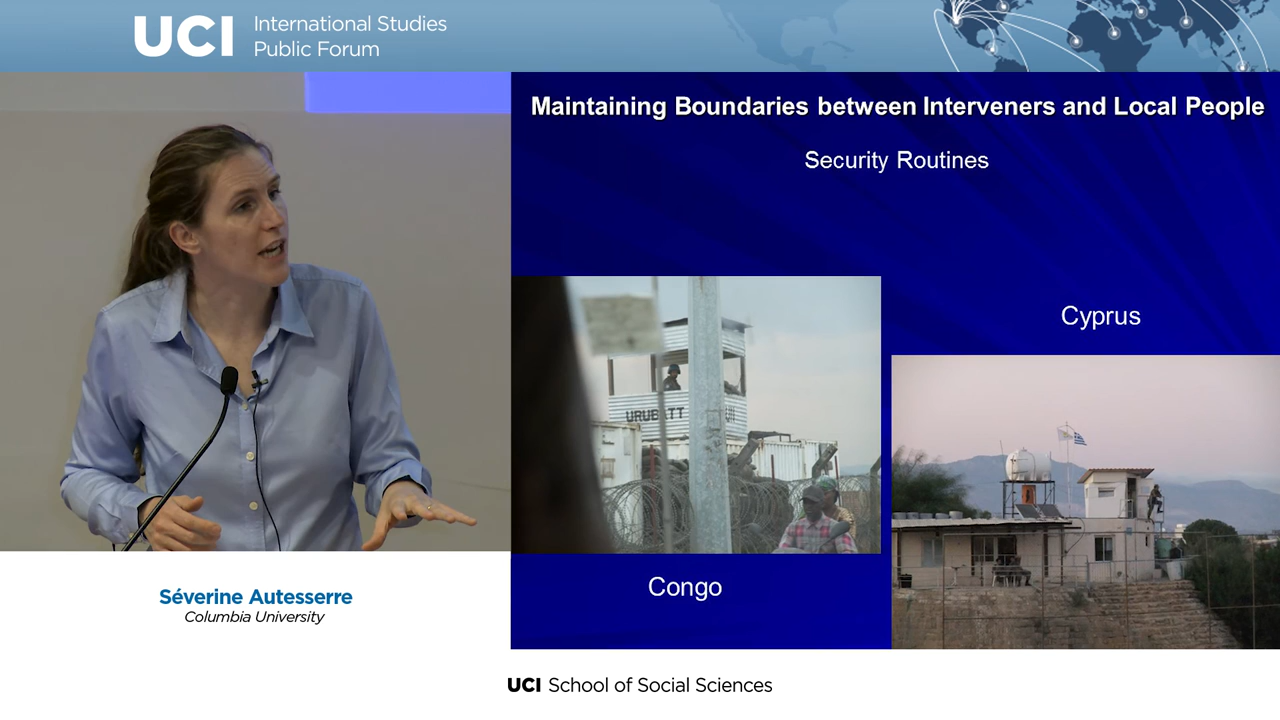 UCI International Studies
Public Forum
Maintaining Boundaries between Interveners and Local People
Security Routines
URUBATT UN
Cyprus
Congo
Séverine Autesserre
Columbia University
UCI School of Social Sciences